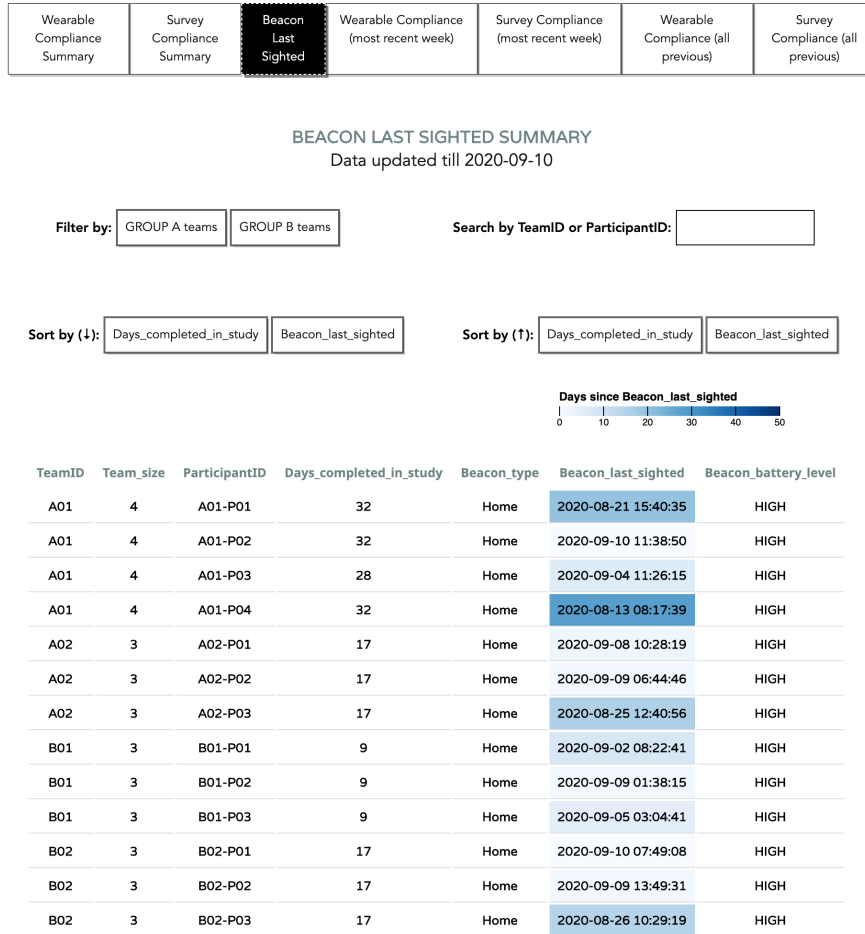 Wearable Compliance Summary
Survey Compliance Summary
Beacon Last Sighted
Wearable Compliance (most recent week)
Survey Compliance (most recent week)
Wearable Compliance (all previous)
Survey Compliance (all previous)
BEACON LAST SIGHTED SUMMARY
Data updated till 2020-09-10
Filter by: GROUP A teams GROUP B teams Search by TeamID or ParticipantID:
Sort by (↓): Days_completed_in_study Beacon_last_sighted Sort by (↑): Days_completed_in_study Beacon_last_sighted
Days since Beacon_last_sighted
0 10 20 30 40 50
TeamID Team_size ParticipantID Days_completed_in_study Beacon_type Beacon_last_sighted Beacon_battery_level
A01 4 A01-P01 32 Home 2020-08-21 15:40:35 HIGH
A01 4 A01-P02 32 Home 2020-09-10 11:38:50 HIGH
A01 4 A01-P03 28 Home 2020-09-04 11:26:15 HIGH
A01 4 A01-P04 32 Home 2020-08-13 08:17:39 HIGH
A02 3 A02-P01 17 Home 2020-09-08 10:28:19 HIGH
A02 3 A02-P02 17 Home 2020-09-09 06:44:46 HIGH
A02 3 A02-P03 17 Home 2020-08-25 12:40:56 HIGH
B01 3 B01-P01 9 Home 2020-09-02 08:22:41 HIGH
B01 3 B01-P02 9 Home 2020-09-09 01:38:15 HIGH
B01 3 B01-P03 9 Home 2020-09-05 03:04:41 HIGH
B02 3 B02-P01 17 Home 2020-09-10 07:49:08 HIGH
B02 3 B02-P02 17 Home 2020-09-09 13:49:31 HIGH
B02 3 B02-P03 17 Home 2020-08-26 10:29:19 HIGH